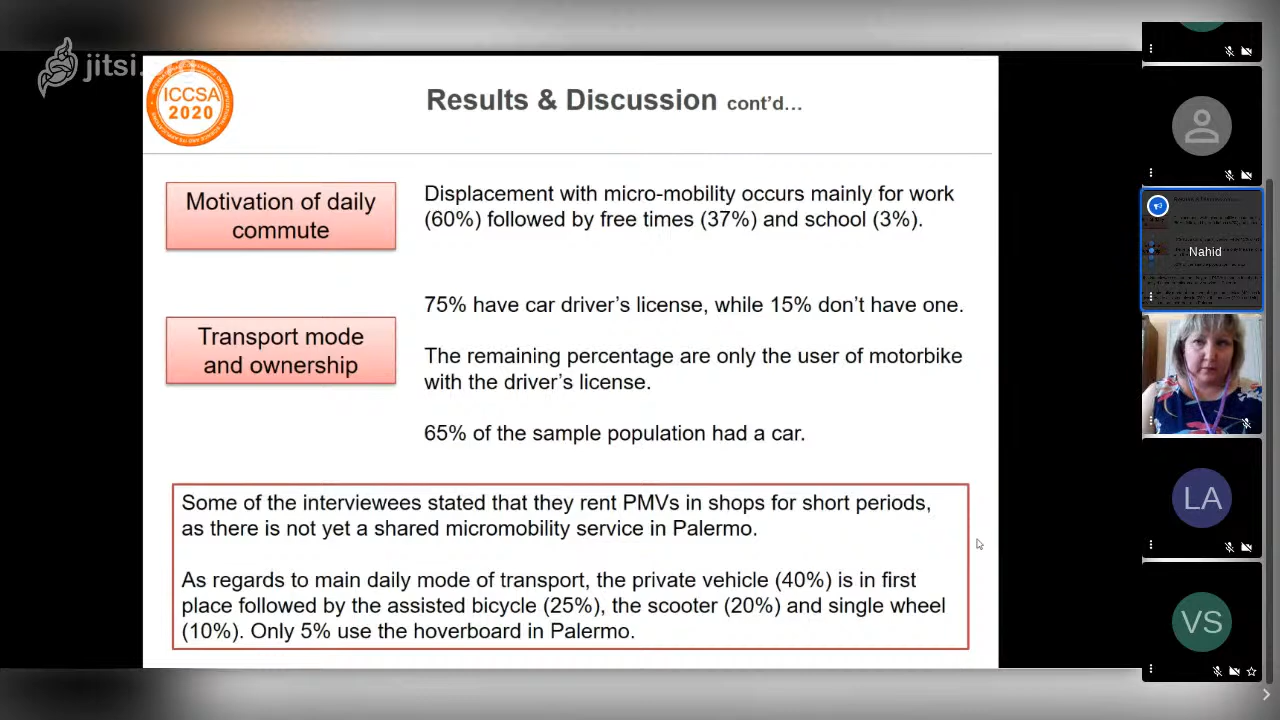 jitsi.org
ICCSA
2020
Results & Discussion cont'd...
Motivation of daily
commute
Displacement with micro-mobility occurs mainly for work
(60%) followed by free times (37%) and school (3%).
Transport mode
and ownership
75% have car driver's license, while 15% don't have one.
The remaining percentage are only the user of motorbike
with the driver's license.
65% of the sample population had a car.
Some of the interviewees stated that they rent PMVs in shops for short periods,
as there is not yet a shared micromobility service in Palermo.
As regards to main daily mode of transport, the private vehicle (40%) is in first
place followed by the assisted bicycle (25%), the scooter (20%) and single wheel
(10%). Only 5% use the hoverboard in Palermo.
Nahid
LA
VS